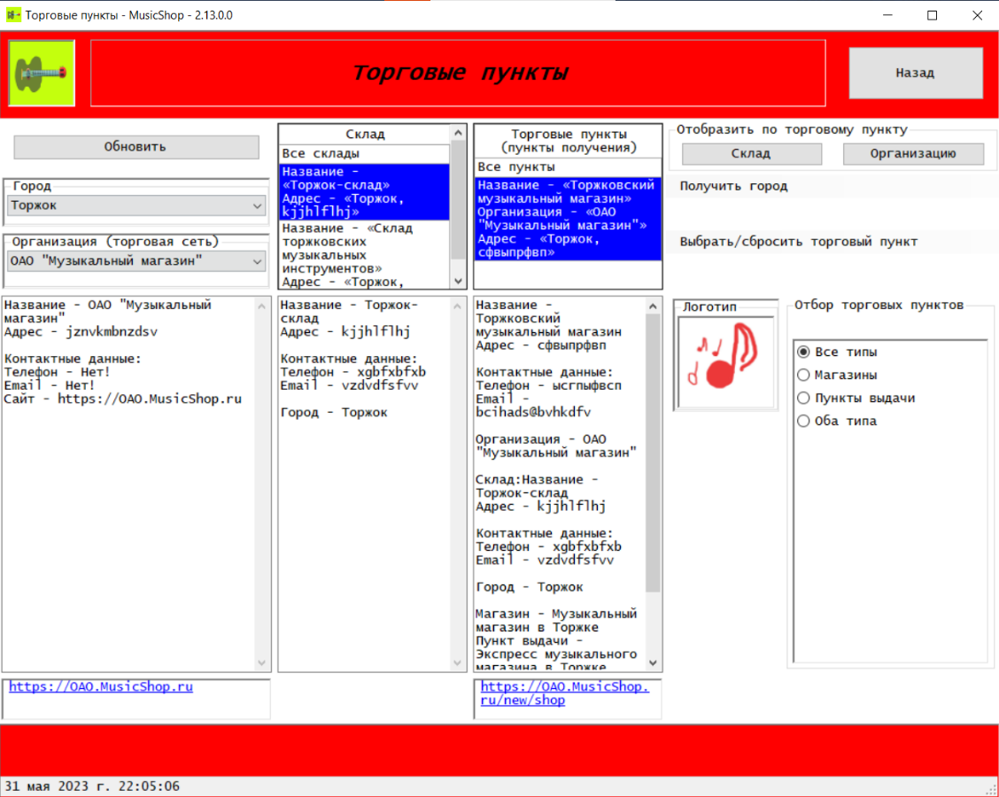 Торговые пункты - MusicShop - 2.13.0.0
Торговые пункты
Назад
Обновить
Город
Торжок
Организация (торговая сеть)
ОАО "Музыкальный магазин"
Склад
Все склады
Название -
«Торжок-склад»
Адрес - «Торжок,
kjjhlflhj»
Название - «Склад
торжковских
музыкальных
инструментов»
Адрес - «Торжок,
Торговые пункты
(пункты получения)
Все пункты
Название - «Торжковский
музыкальный магазин»
Организация - «ОАО
"Музыкальный магазин"»
Адрес - «Торжок,
сфвыпрфвп»
Отобразить по торговому пункту
Склад
Организацию
Получить город
Выбрать/сбросить торговый пункт
Название - ОАО "Музыкальный
магазин"
Адрес - jznvkmbnzdsv
Контактные данные:
Телефон - Нет!
Email - Нет!
Сайт - https://ОАО.MusicShop.ru
Название - Торжок-
склад
Адрес - kjjhlflhj
Контактные данные:
Телефон - xgbfxbfxb
Email - vzdvdfsfvv
Город - Торжок
Название -
Торжковский
музыкальный магазин
Адрес - сфвыпрфвп
Контактные данные:
Телефон - ысгпыфвсп
Email -
bcihads@bvhkdfv
Организация - ОАО
"Музыкальный магазин"
Склад:Название -
Торжок-склад
Адрес - kjjhlflhj
Контактные данные:
Телефон - xgbfxbfxb
Email - vzdvdfsfvv
Город - Торжок
Магазин - Музыкальный
магазин в Торжке
Пункт выдачи -
Экспресс музыкального
магазина в Торжке
Логотип
Отбор торговых пунктов
Все типы
Магазины
Пункты выдачи
Оба типа
https://ОАО.MusicShop.ru
https://ОАО.MusicShop.
ru/new/shop
31 мая 2023 г. 22:05:06